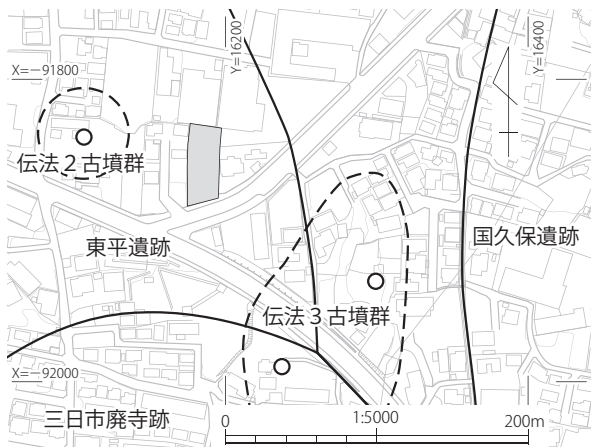 Y=16200
Y=16400
X=－91800
伝法２古墳群
東平遺跡
国久保遺跡
伝法３古墳群
X=－92000
三日市廃寺跡
0
1:5000
200m